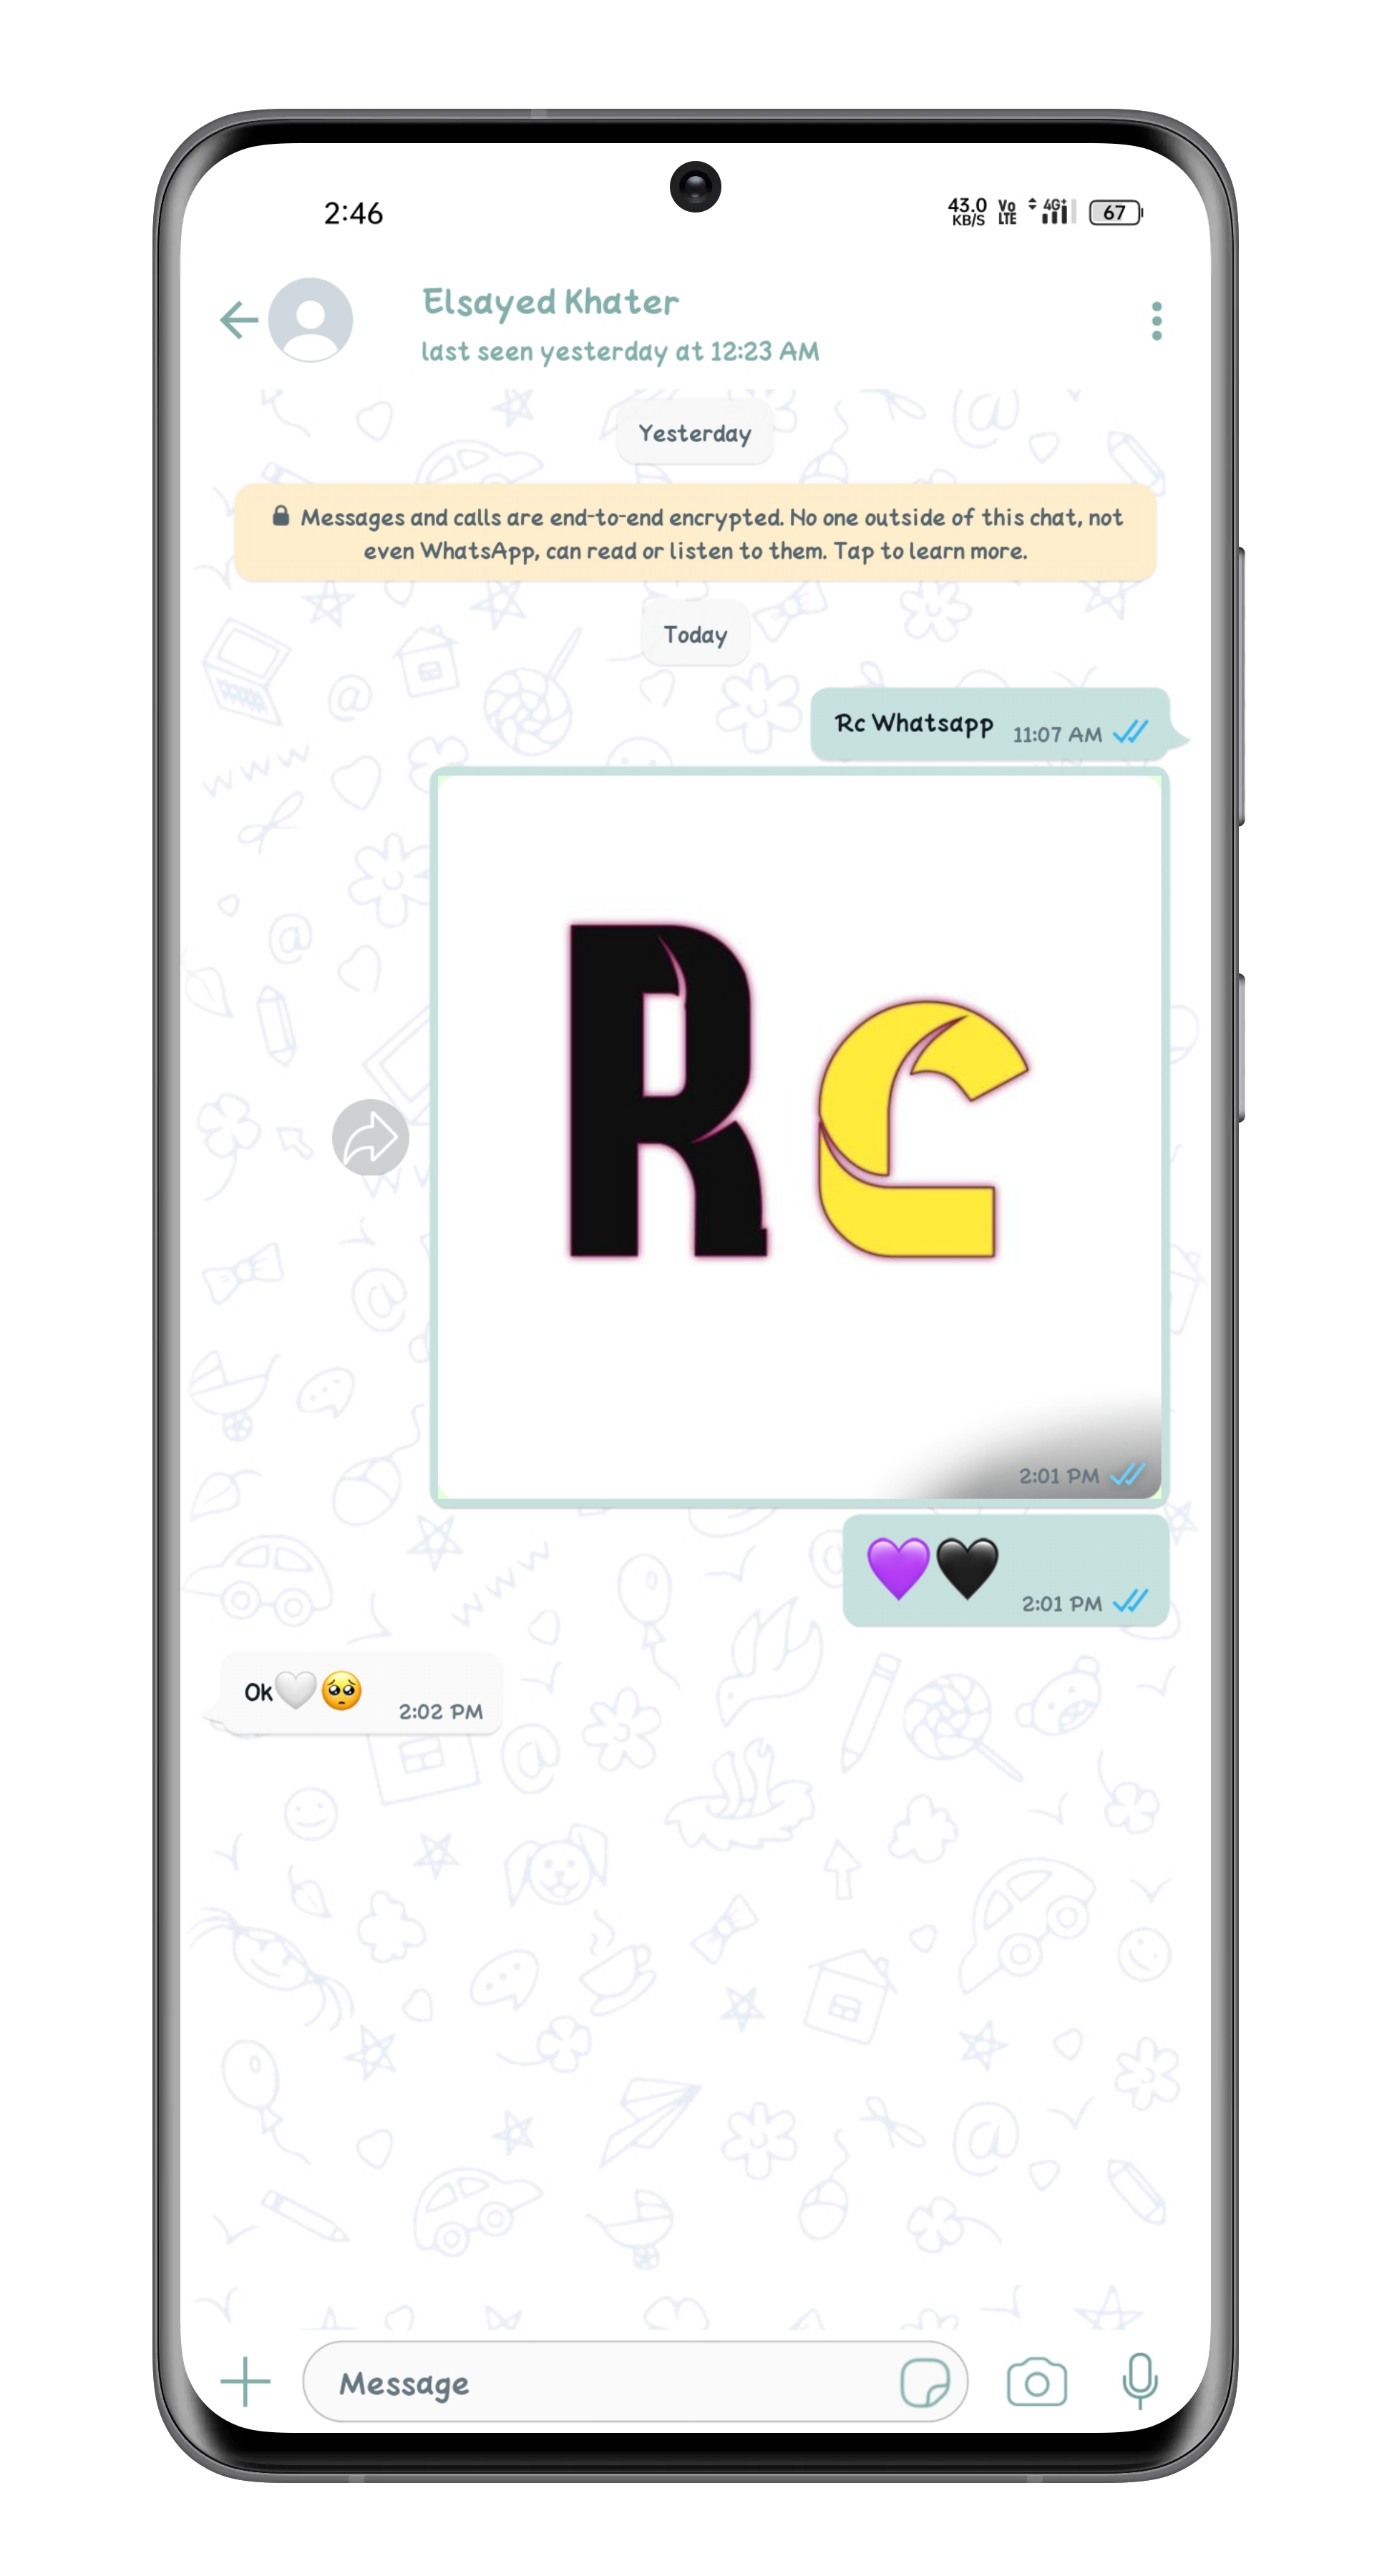 2:46
43.0 KB/S Vo LTE 4G+ 67
Elsayed Khater
last seen yesterday at 12:23 AM
Yesterday
Messages and calls are end-to-end encrypted. No one outside of this chat, not
even WhatsApp, can read or listen to them. Tap to learn more.
Today
Rc Whatsapp 11:07 AM
Rc
2:01 PM
💜🖤 2:01 PM
Ok🤍🥺 2:02 PM
Message